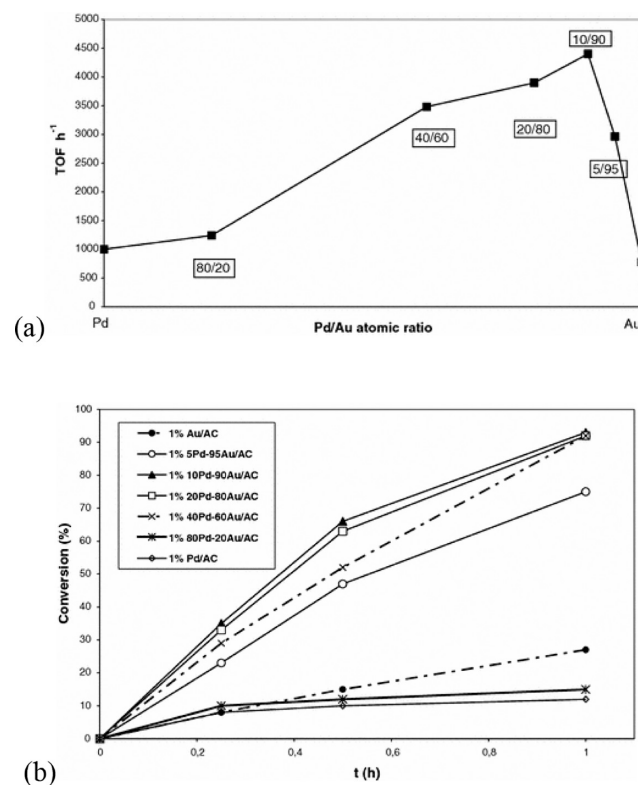 5000
4500
4000
3500
3000
2500
2000
1500
1000
500
0
TOF h-1
10/90
40/60
20/80
5/95
80/20
Pd
Pd/Au atomic ratio
Au
(a)
100
90
80
70
60
50
40
30
20
10
0
Conversion (%)
1% Au/AC
1% 5Pd-95Au/AC
1% 10Pd-90Au/AC
1% 20Pd-80Au/AC
1% 40Pd-60Au/AC
1% 80Pd-20Au/AC
1% Pd/AC
0 0,2 0,4 0,6 0,8 1
t (h)
(b)